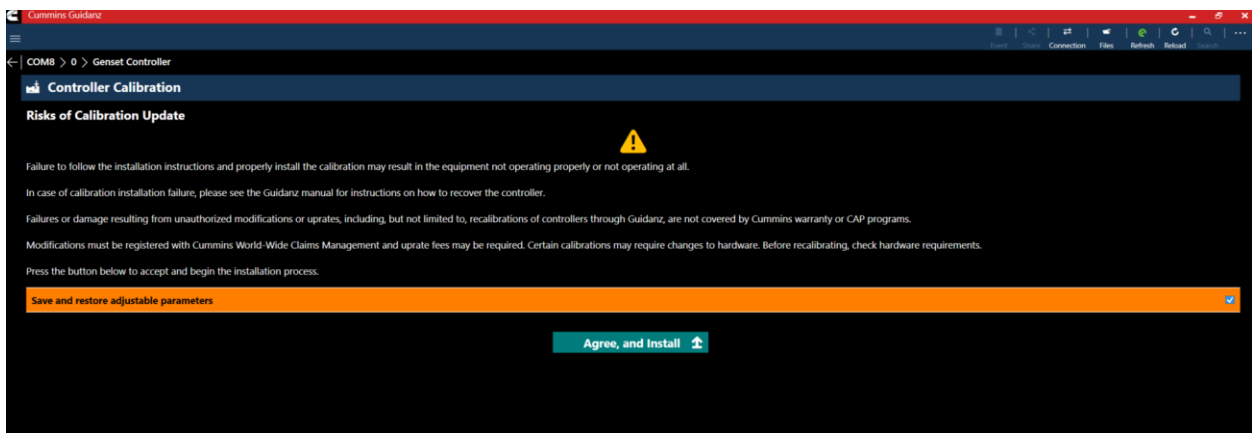 Cummins Guidanz
Event Share Connection Files Refresh Reload Search
COM8 > 0 > Genset Controller
Controller Calibration
Risks of Calibration Update
Failure to follow the installation instructions and properly install the calibration may result in the equipment not operating properly or not operating at all.
In case of calibration installation failure, please see the Guidanz manual for instructions on how to recover the controller.
Failures or damage resulting from unauthorized modifications or uprates, including, but not limited to, recalibrations of controllers through Guidanz, are not covered by Cummins warranty or CAP programs.
Modifications must be registered with Cummins World-Wide Claims Management and uprate fees may be required. Certain calibrations may require changes to hardware. Before recalibrating, check hardware requirements.
Press the button below to accept and begin the installation process.
Save and restore adjustable parameters
Agree, and Install